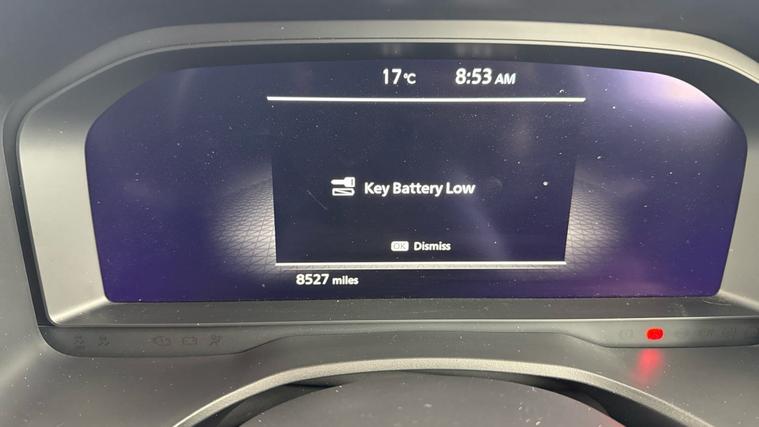 17°C 8:53 AM
Key Battery Low
OK Dismiss
8527 miles